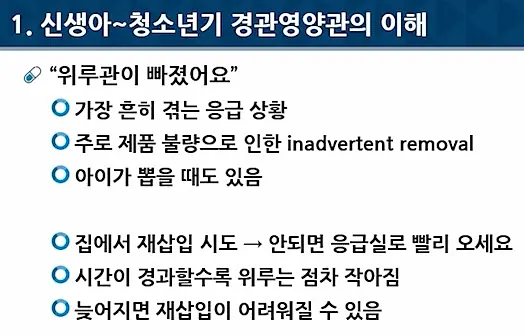 1. 신생아~청소년기 경관영양관의 이해
“위루관이 빠졌어요”
가장 흔히 겪는 응급 상황
주로 제품 불량으로 인한 inadvertent removal
아이가 뽑을 때도 있음
집에서 재삽입 시도 → 안되면 응급실로 빨리 오세요
시간이 경과할수록 위루는 점차 작아짐
늦어지면 재삽입이 어려워질 수 있음